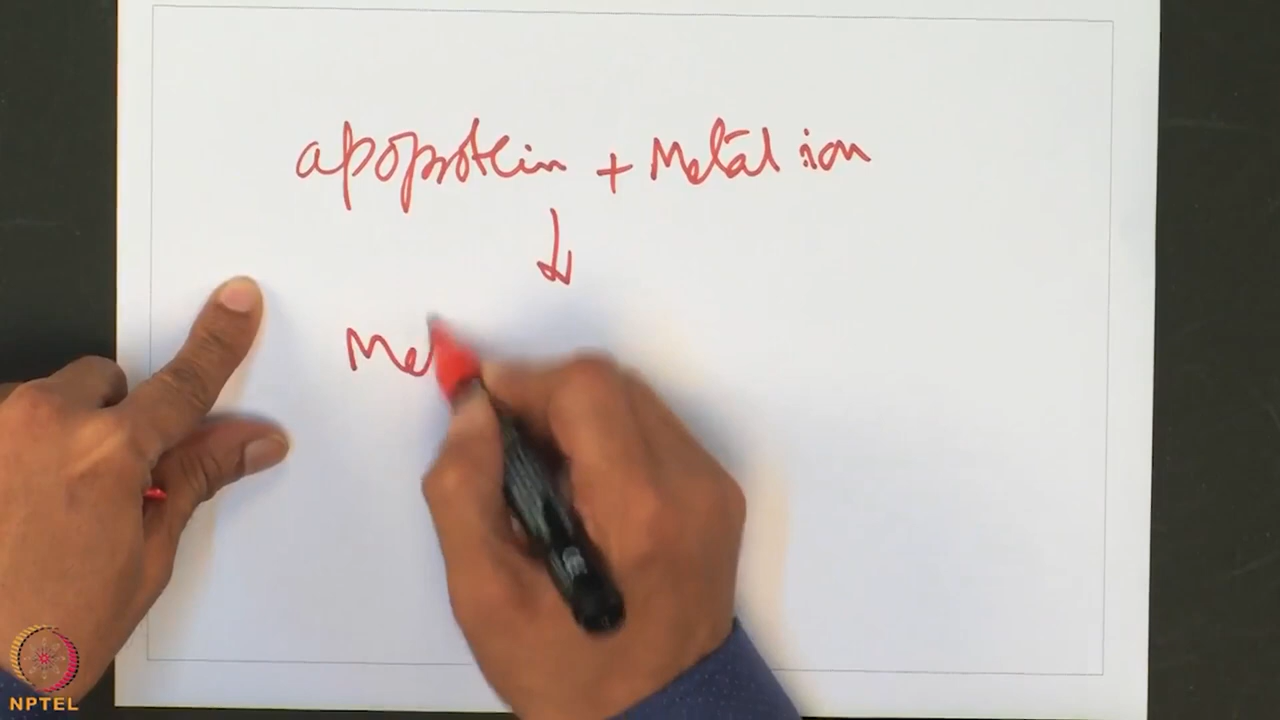 apoprotein + Metal ion
↓
Me
NPTEL